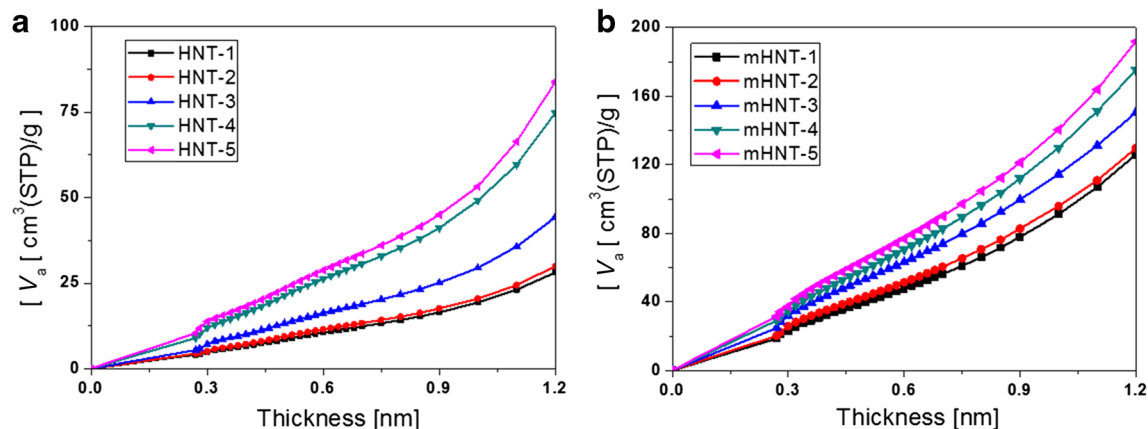 a
HNT-1
HNT-2
HNT-3
HNT-4
HNT-5
[ Va [ cm³(STP)/g]
100
75
50
25
0
0.0 0.3 0.6 0.9 1.2
Thickness [nm]
b
mHNT-1
mHNT-2
mHNT-3
mHNT-4
mHNT-5
[ Va [ cm³(STP)/g]
200
160
120
80
40
0
0.0 0.3 0.6 0.9 1.2
Thickness [nm]